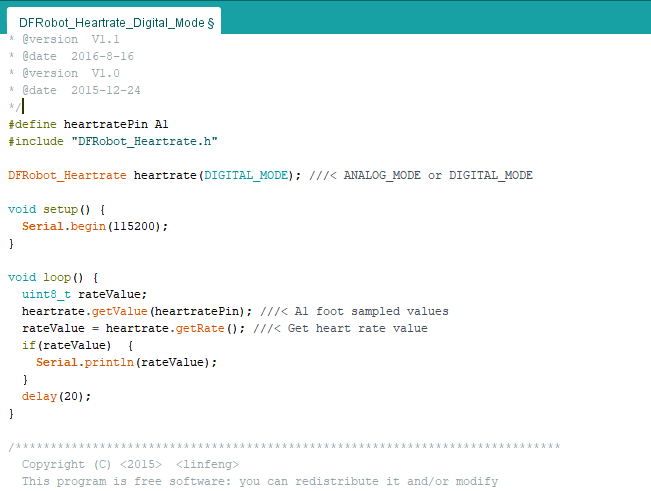 DFRobot_Heartrate_Digital_Mode §
* @version  V1.1
* @date  2016-8-16
* @version  V1.0
* @date  2015-12-24
*/
#define heartratePin A1
#include "DFRobot_Heartrate.h"
DFRobot_Heartrate heartrate(DIGITAL_MODE); ///< ANALOG_MODE or DIGITAL_MODE
void setup() {
  Serial.begin(115200);
}
void loop() {
  uint8_t rateValue;
  heartrate.getValue(heartratePin); ///< A1 foot sampled values
  rateValue = heartrate.getRate(); ///< Get heart rate value
  if(rateValue)  {
    Serial.println(rateValue);
  }
  delay(20);
}
/******************************************************************************
  Copyright (C) <2015>  <linfeng>
  This program is free software: you can redistribute it and/or modify